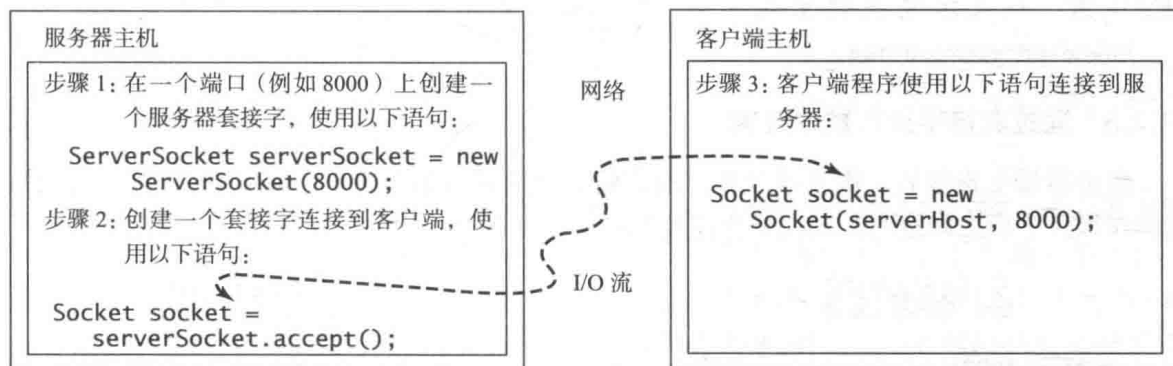 服务器主机
步骤 1：在一个端口（例如 8000）上创建一
个服务器套接字，使用以下语句：
ServerSocket serverSocket = new
ServerSocket(8000);
步骤 2：创建一个套接字连接到客户端，使
用以下语句：
Socket socket =
serverSocket.accept();
网络
I/O 流
客户端主机
步骤 3：客户端程序使用以下语句连接到服
务器：
Socket socket = new
Socket(serverHost, 8000);